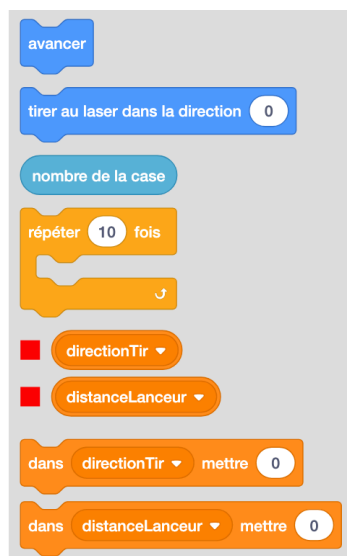 avancer
tirer au laser dans la direction 0
nombre de la case
répéter 10 fois
directionTir
distanceLanceur
dans directionTir mettre 0
dans distanceLanceur mettre 0